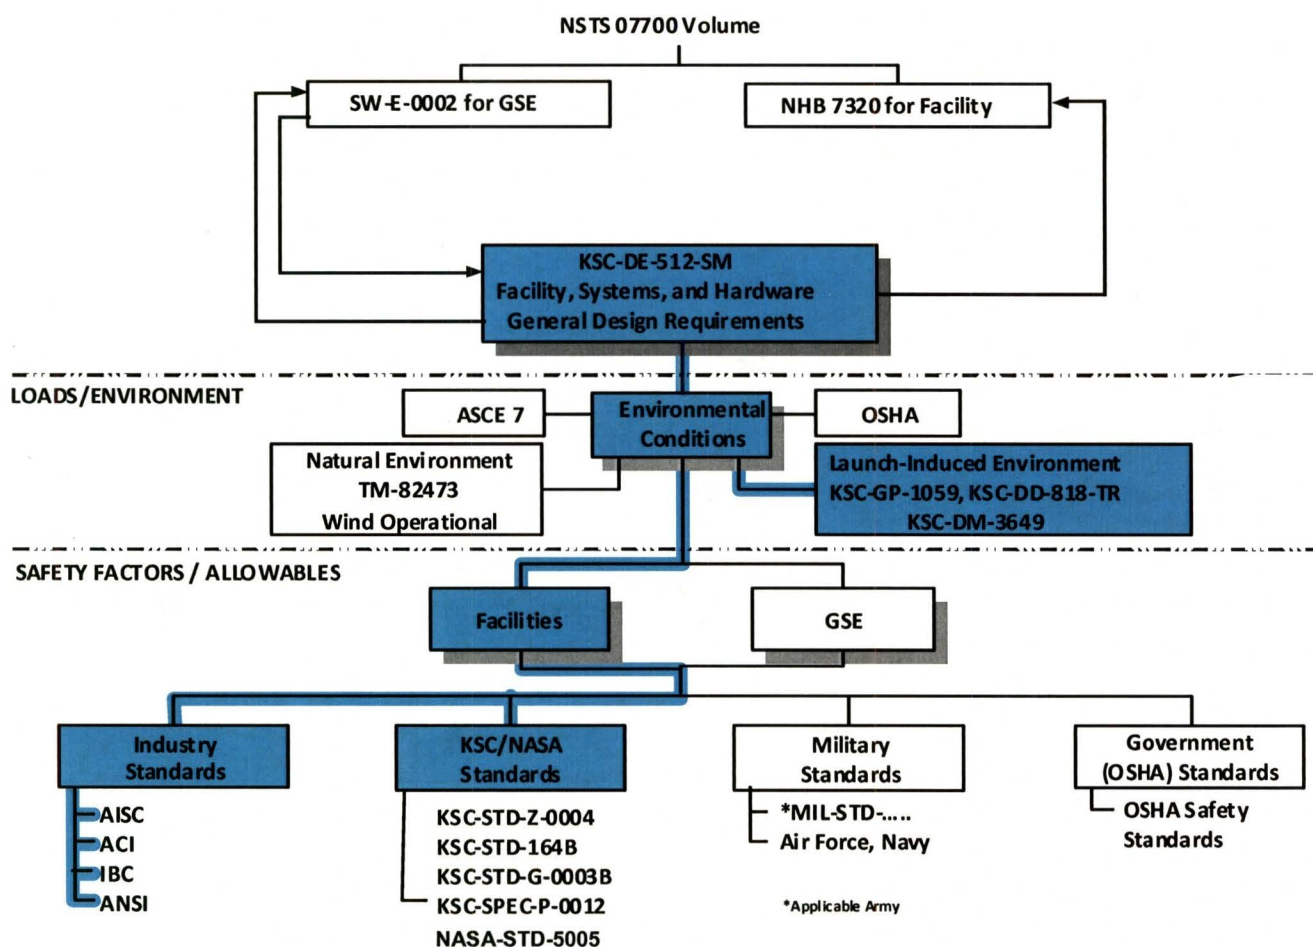 NSTS 07700 Volume
SW-E-0002 for GSE
NHB 7320 for Facility
KSC-DE-512-SM
Facility, Systems, and Hardware
General Design Requirements
LOADS/ENVIRONMENT
ASCE 7
Environmental
Conditions
OSHA
Natural Environment
TM-82473
Wind Operational
Launch-Induced Environment
KSC-GP-1059, KSC-DD-818-TR
KSC-DM-3649
SAFETY FACTORS / ALLOWABLES
Facilities
GSE
Industry
Standards
AISC
ACI
IBC
ANSI
KSC/NASA
Standards
KSC-STD-Z-0004
KSC-STD-164B
KSC-STD-G-0003B
KSC-SPEC-P-0012
NASA-STD-5005
Military
Standards
*MIL-STD-.....
Air Force, Navy
*Applicable Army
Government
(OSHA) Standards
OSHA Safety
Standards